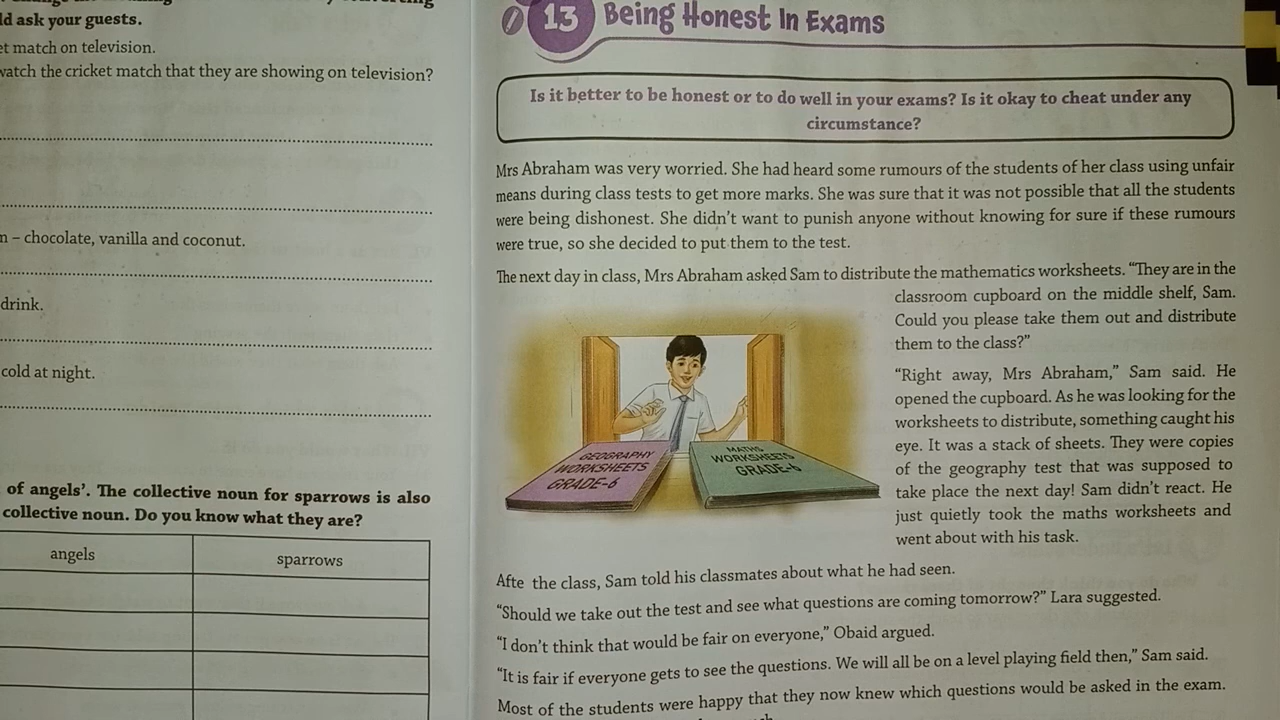 ld ask your guests.
et match on television.
watch the cricket match that they are showing on television?
n – chocolate, vanilla and coconut.
drink.
cold at night.
of angels'. The collective noun for sparrows is also
collective noun. Do you know what they are?
angels sparrows
13 Being Honest In Exams
Is it better to be honest or to do well in your exams? Is it okay to cheat under any
circumstance?
Mrs Abraham was very worried. She had heard some rumours of the students of her class using unfair
means during class tests to get more marks. She was sure that it was not possible that all the students
were being dishonest. She didn't want to punish anyone without knowing for sure if these rumours
were true, so she decided to put them to the test.
The next day in class, Mrs Abraham asked Sam to distribute the mathematics worksheets. “They are in the
classroom cupboard on the middle shelf, Sam.
Could you please take them out and distribute
them to the class?”
GEOGRAPHY
WORKSHEETS
GRADE-6
MATHS
WORKSHEETS
GRADE-6
“Right away, Mrs Abraham,” Sam said. He
opened the cupboard. As he was looking for the
worksheets to distribute, something caught his
eye. It was a stack of sheets. They were copies
of the geography test that was supposed to
take place the next day! Sam didn't react. He
just quietly took the maths worksheets and
went about with his task.
Afte the class, Sam told his classmates about what he had seen.
“Should we take out the test and see what questions are coming tomorrow?” Lara suggested.
“I don't think that would be fair on everyone,” Obaid argued.
“It is fair if everyone gets to see the questions. We will all be on a level playing field then,” Sam said.
Most of the students were happy that they now knew which questions would be asked in the exam.